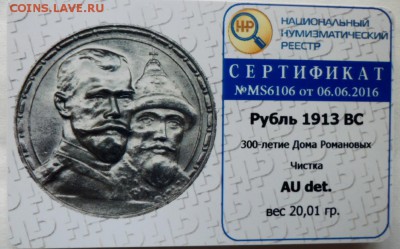 COINS.LAVE.RU
НАЦИОНАЛЬНЫЙ
НУМИЗМАТИЧЕСКИЙ
РЕЕСТР
ННР
СЕРТИФИКАТ
№MS6106 от 06.06.2016
Рубль 1913 ВС
300-летие Дома Романовых
Чистка
AU det.
вес 20,01 гр.